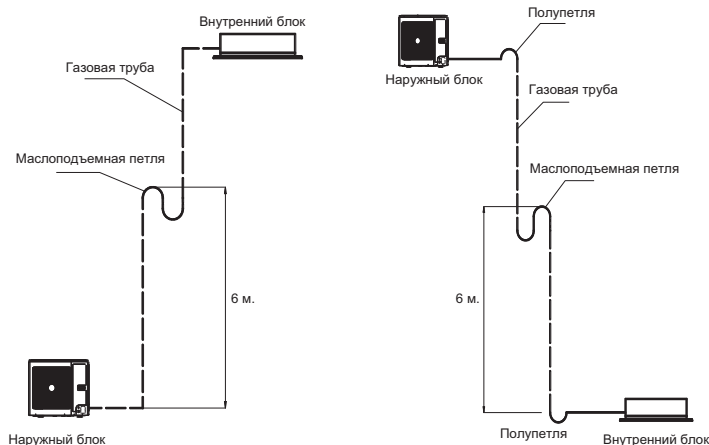 Внутренний блок
Газовая труба
Маслоподъемная петля
6 м.
Наружный блок
Полупетля
Наружный блок
Газовая труба
Маслоподъемная петля
6 м.
Полупетля
Внутренний блок